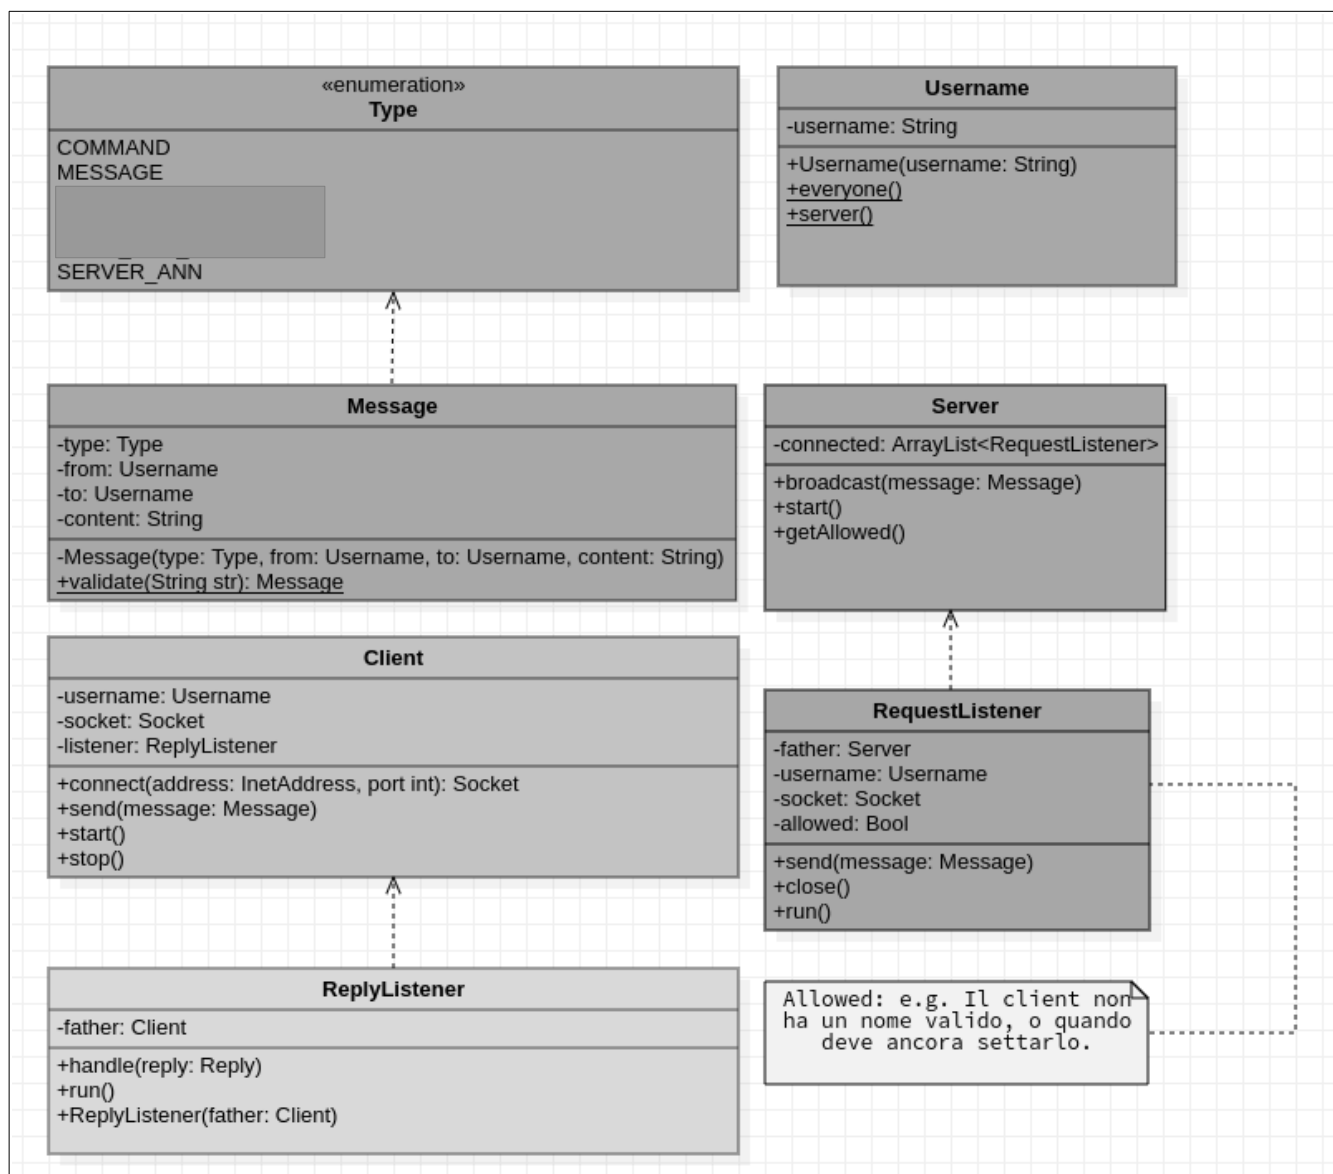 «enumeration»
Type
COMMAND
MESSAGE
SERVER_ANN
Username
-username: String
+Username(username: String)
+everyone()
+server()
Message
-type: Type
-from: Username
-to: Username
-content: String
-Message(type: Type, from: Username, to: Username, content: String)
+validate(String str): Message
Server
-connected: ArrayList<RequestListener>
+broadcast(message: Message)
+start()
+getAllowed()
Client
-username: Username
-socket: Socket
-listener: ReplyListener
+connect(address: InetAddress, port int): Socket
+send(message: Message)
+start()
+stop()
RequestListener
-father: Server
-username: Username
-socket: Socket
-allowed: Bool
+send(message: Message)
+close()
+run()
ReplyListener
-father: Client
+handle(reply: Reply)
+run()
+ReplyListener(father: Client)
Allowed: e.g. Il client non
ha un nome valido, o quando
deve ancora settarlo.